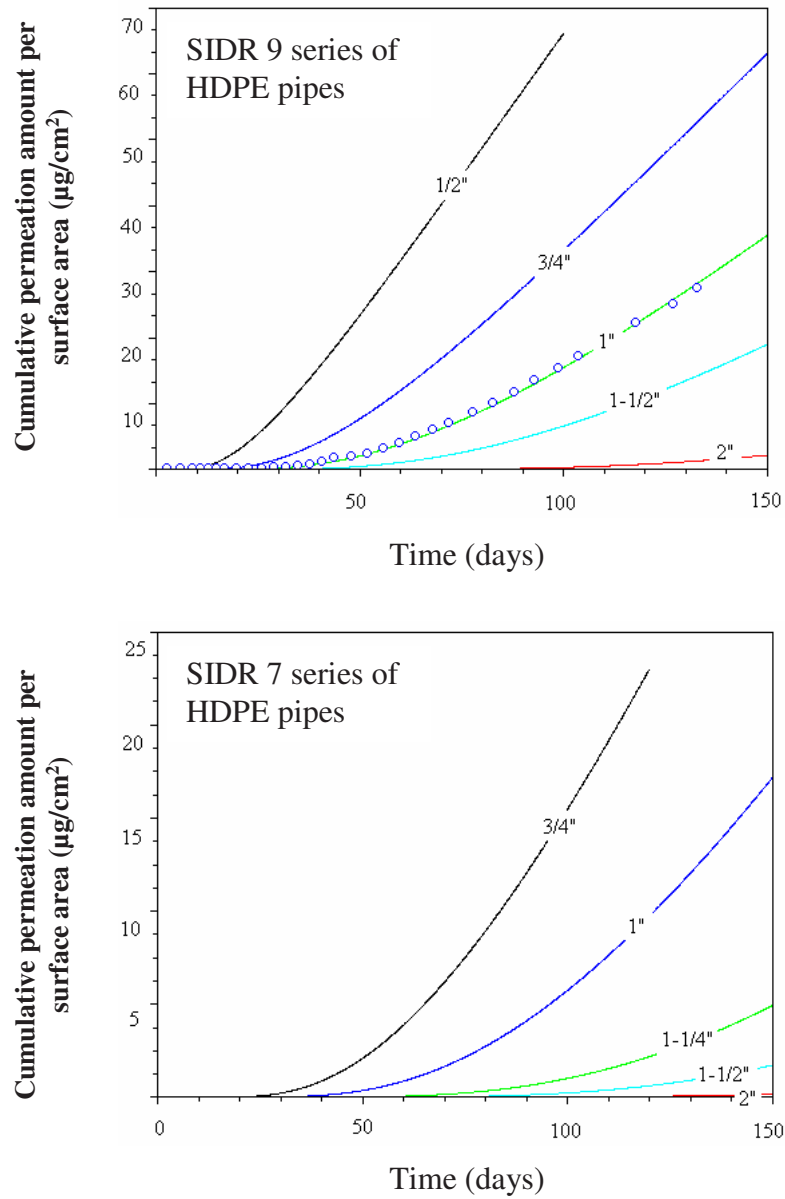 SIDR 9 series of
HDPE pipes
Cumulative permeation amount per
surface area (µg/cm²)
70
60
50
40
30
20
10
1/2"
3/4"
1"
1-1/2"
2"
50
100
150
Time (days)
SIDR 7 series of
HDPE pipes
Cumulative permeation amount per
surface area (µg/cm²)
25
20
15
10
5
3/4"
1"
1-1/4"
1-1/2"
2"
0
50
100
150
Time (days)